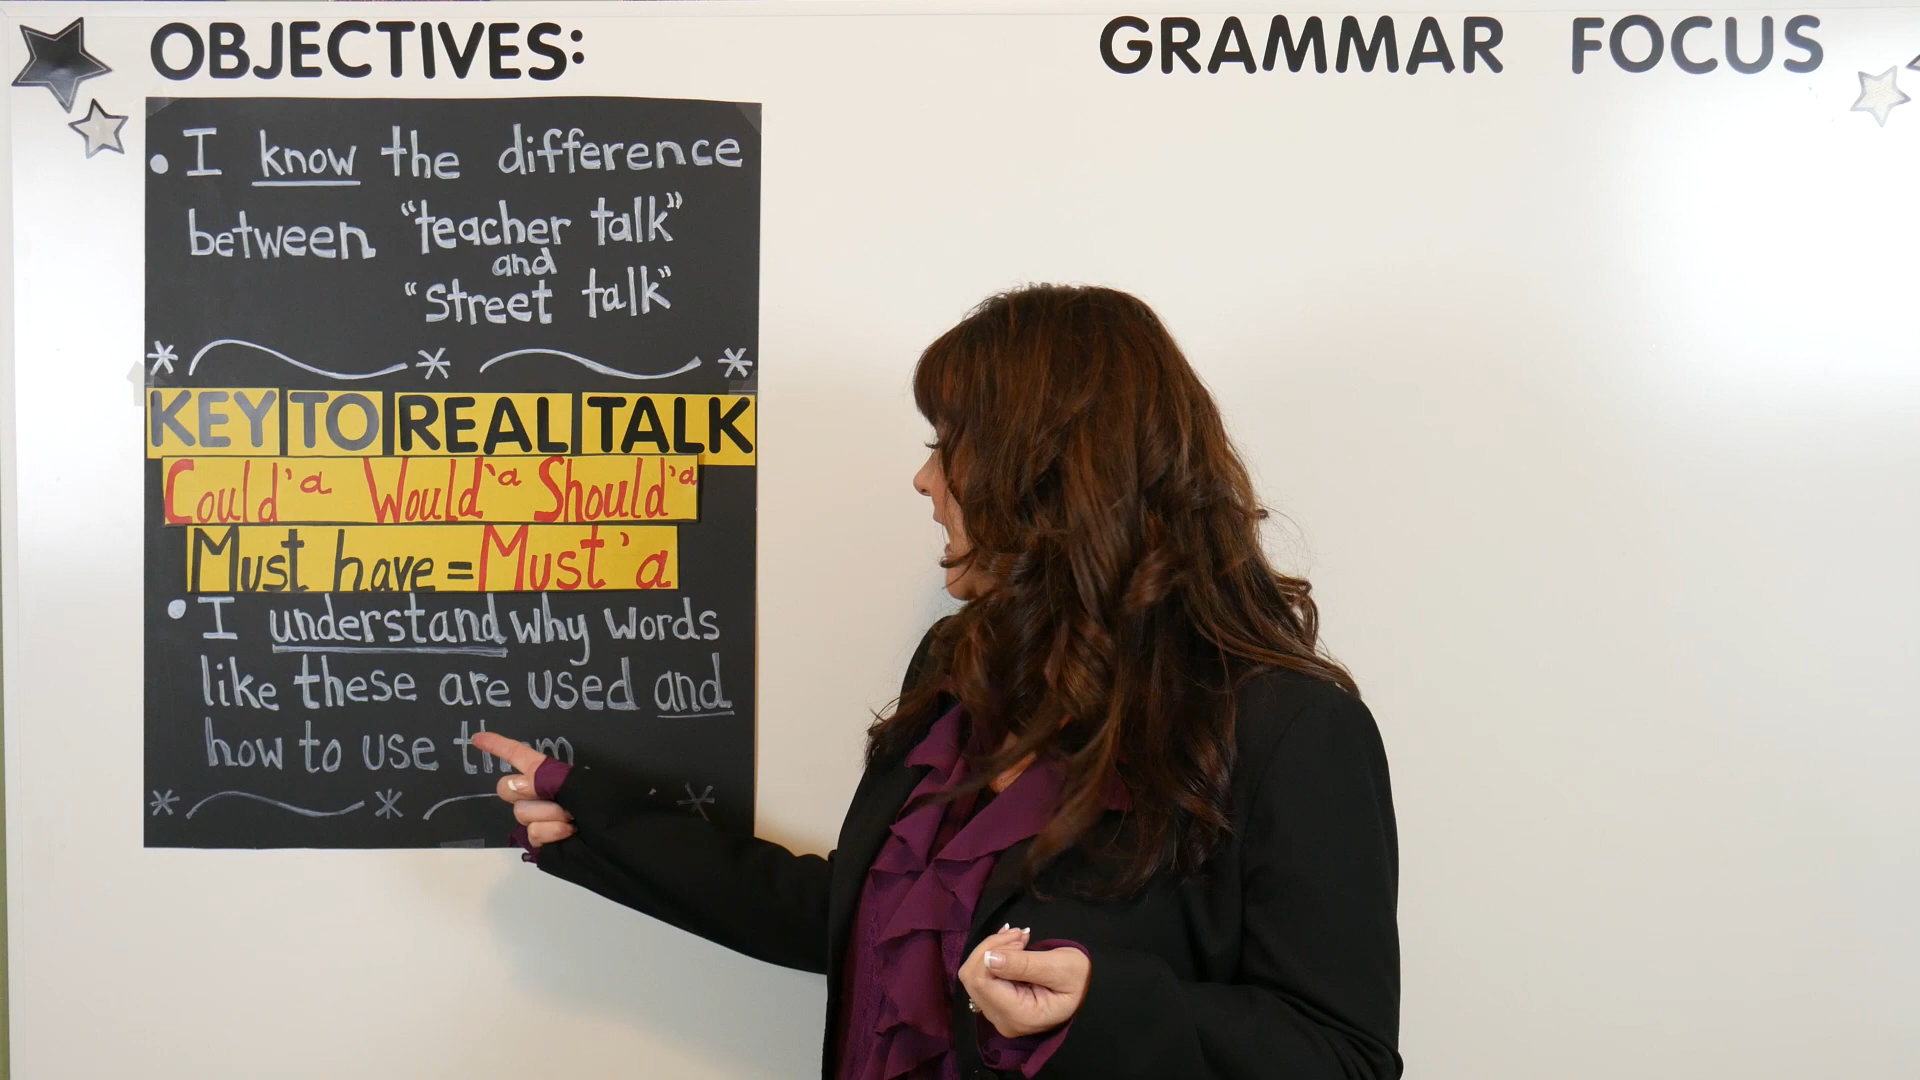 OBJECTIVES:
GRAMMAR FOCUS
• I know the difference
between "teacher talk"
and
"Street talk"
KEY TO REAL TALK
Could'a Would'a Should'a
Must have = Must'a
• I understand why words
like these are used and
how to use